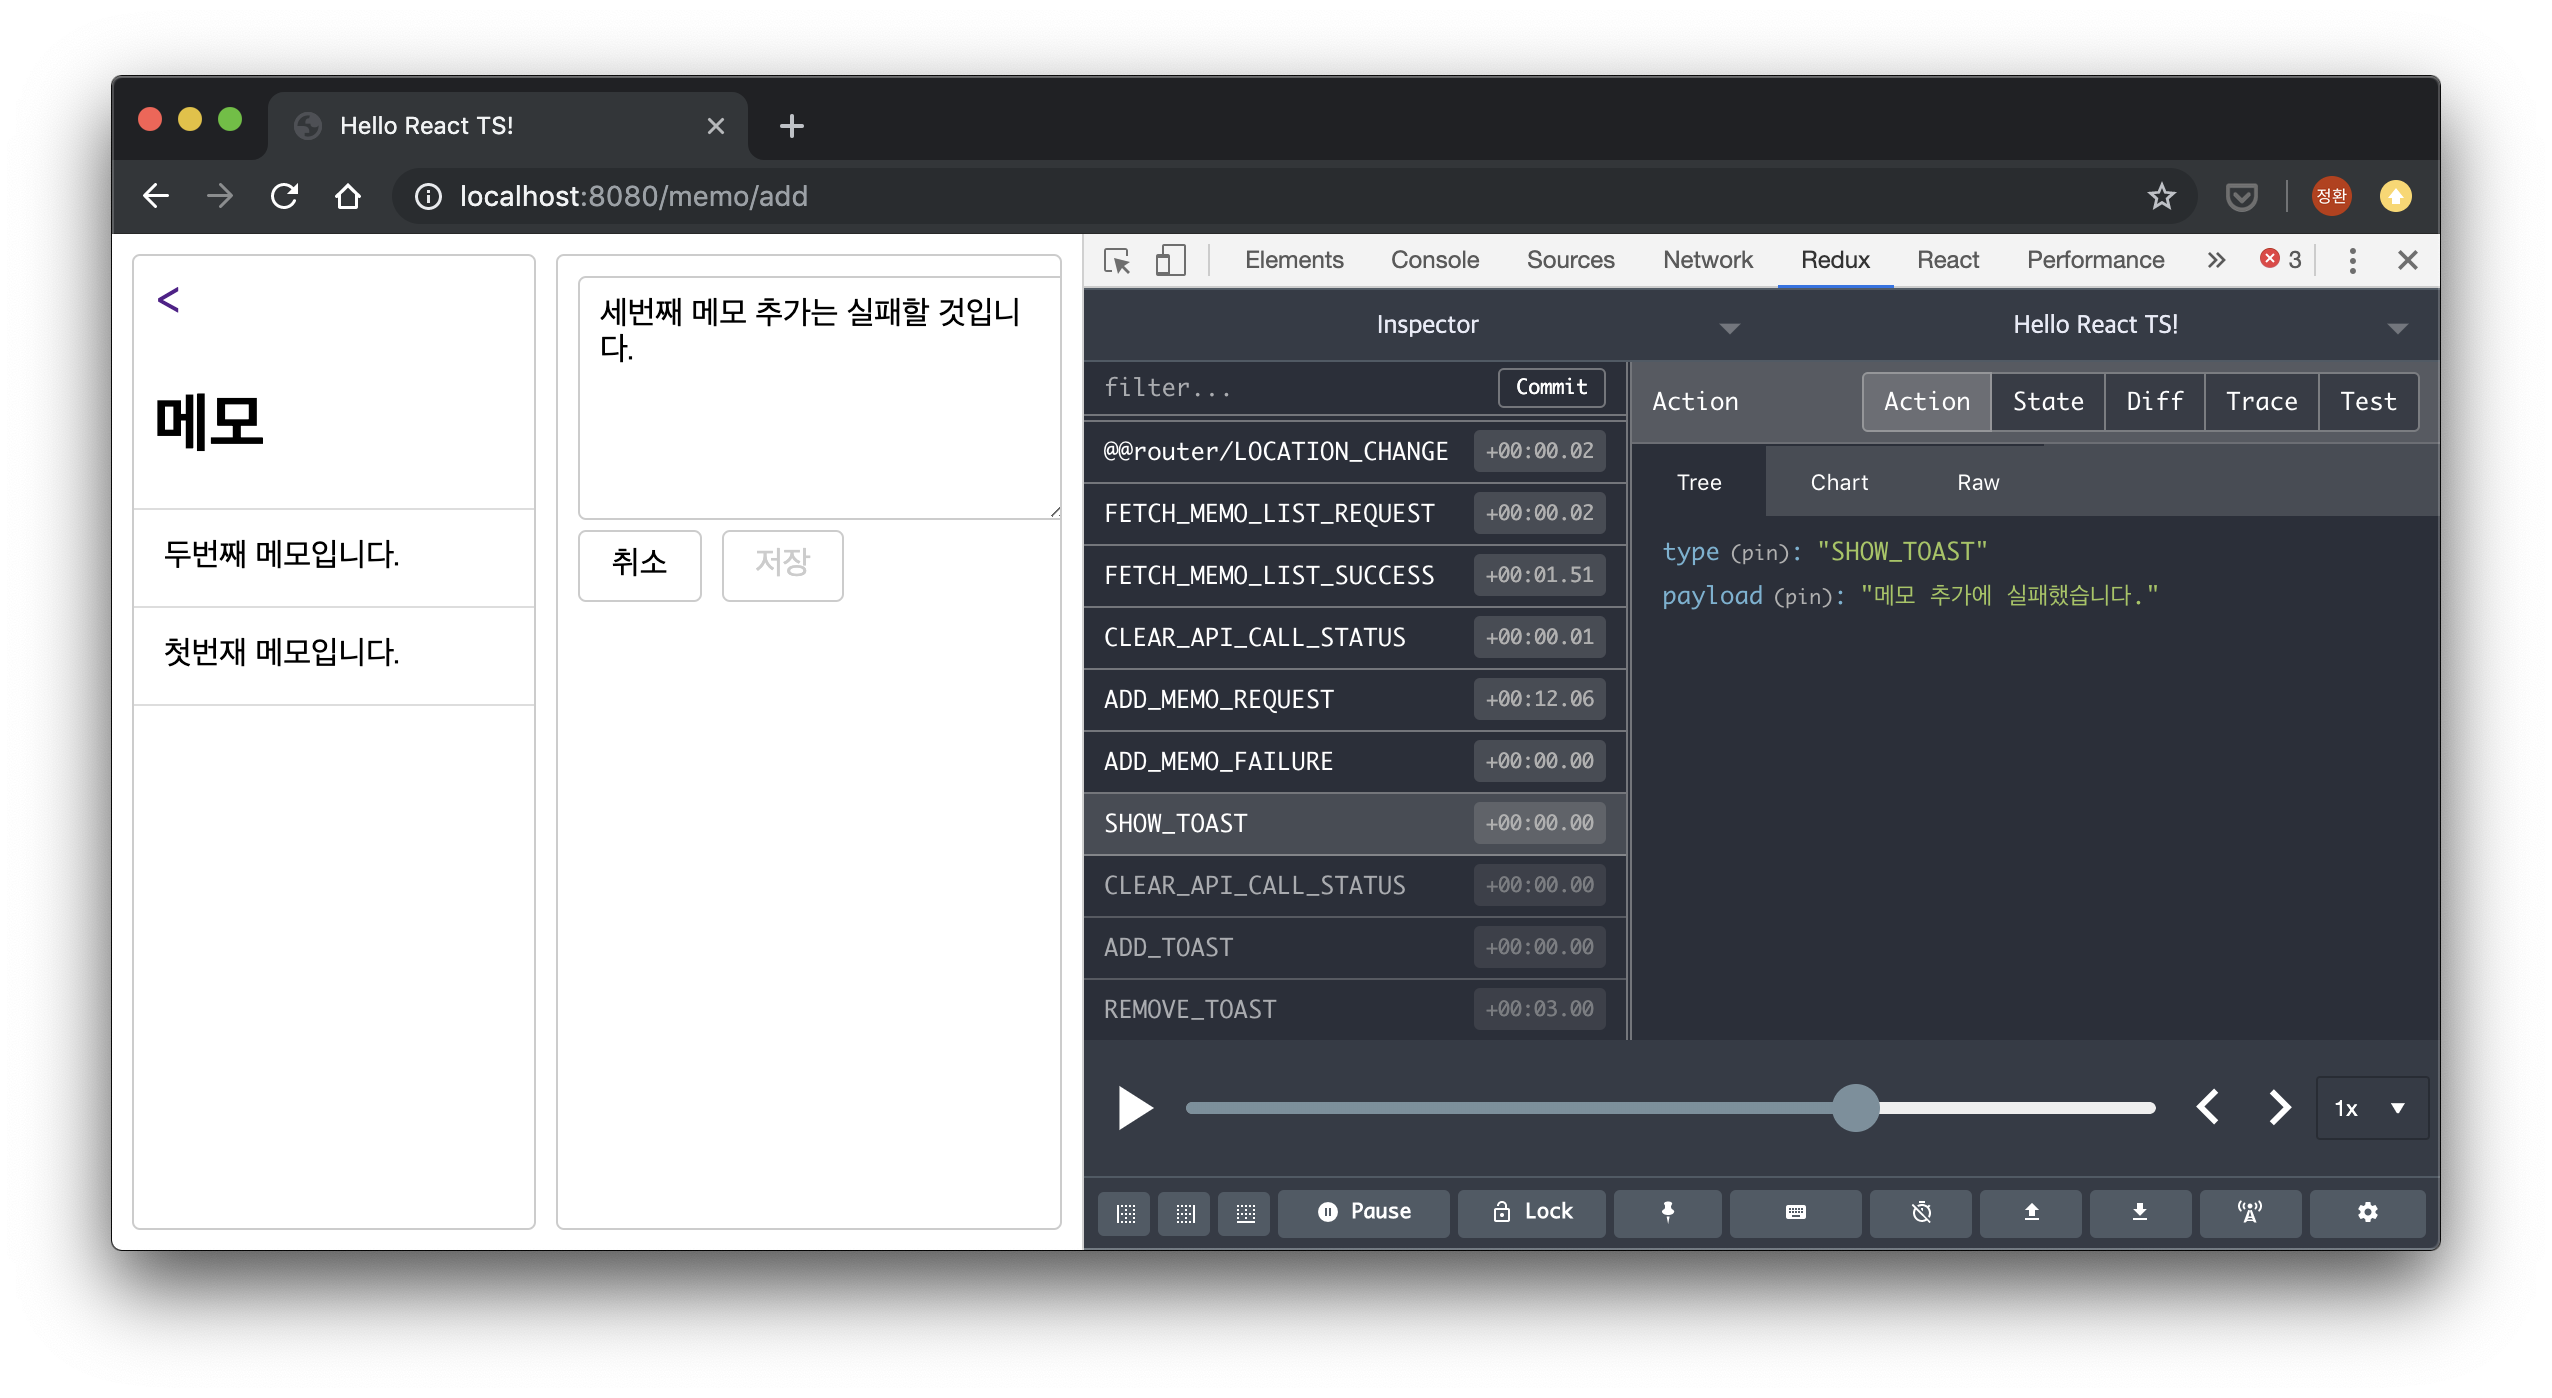 Hello React TS!
localhost:8080/memo/add
정환
<
메모
두번째 메모입니다.
첫번재 메모입니다.
세번째 메모 추가는 실패할 것입니
다.
취소 저장
Elements Console Sources Network Redux React Performance » 3
Inspector Hello React TS!
filter... Commit
@@router/LOCATION_CHANGE +00:00.02
FETCH_MEMO_LIST_REQUEST +00:00.02
FETCH_MEMO_LIST_SUCCESS +00:01.51
CLEAR_API_CALL_STATUS +00:00.01
ADD_MEMO_REQUEST +00:12.06
ADD_MEMO_FAILURE +00:00.00
SHOW_TOAST +00:00.00
CLEAR_API_CALL_STATUS +00:00.00
ADD_TOAST +00:00.00
REMOVE_TOAST +00:03.00
Action Action State Diff Trace Test
Tree Chart Raw
type (pin): "SHOW_TOAST"
payload (pin): "메모 추가에 실패했습니다."
1x
Pause Lock